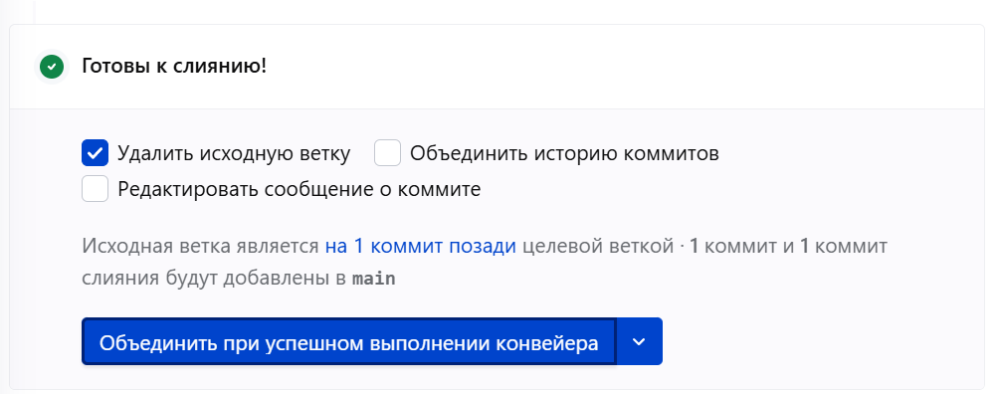 Готовы к слиянию!
Удалить исходную ветку Объединить историю коммитов
Редактировать сообщение о коммите
Исходная ветка является на 1 коммит позади целевой веткой · 1 коммит и 1 коммит
слияния будут добавлены в main
Объединить при успешном выполнении конвейера